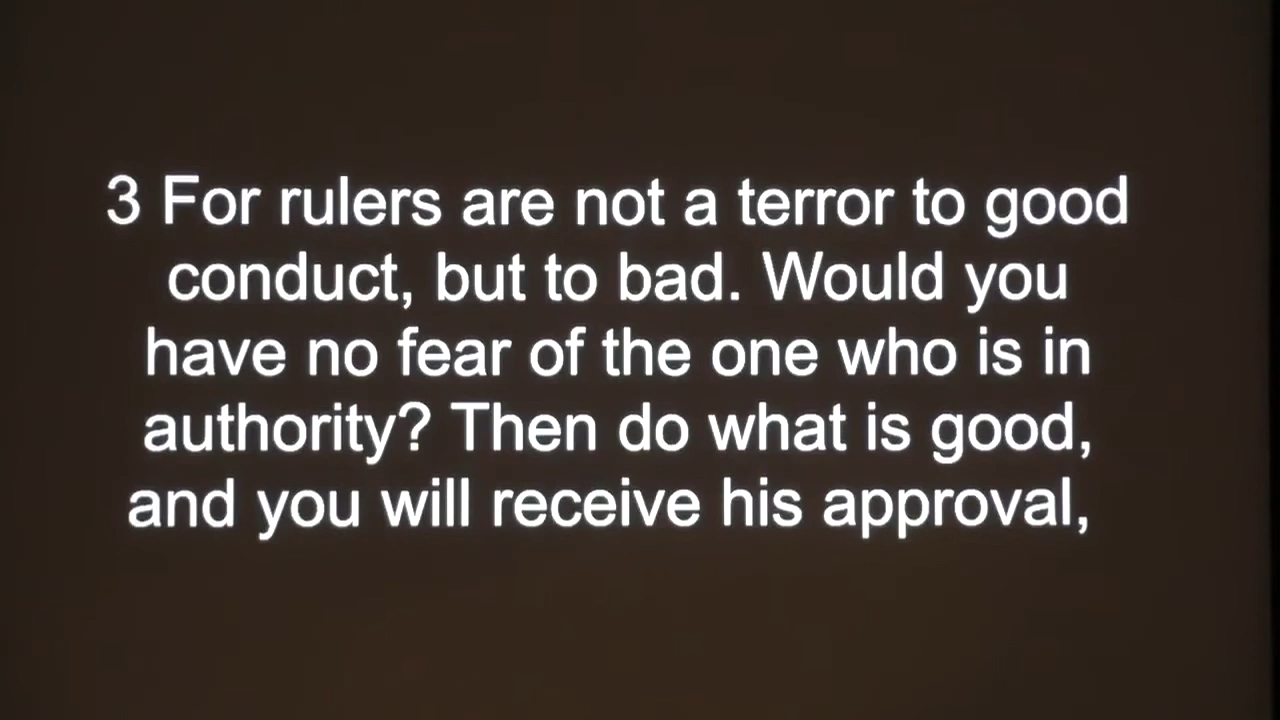 3 For rulers are not a terror to good
conduct, but to bad. Would you
have no fear of the one who is in
authority? Then do what is good,
and you will receive his approval,